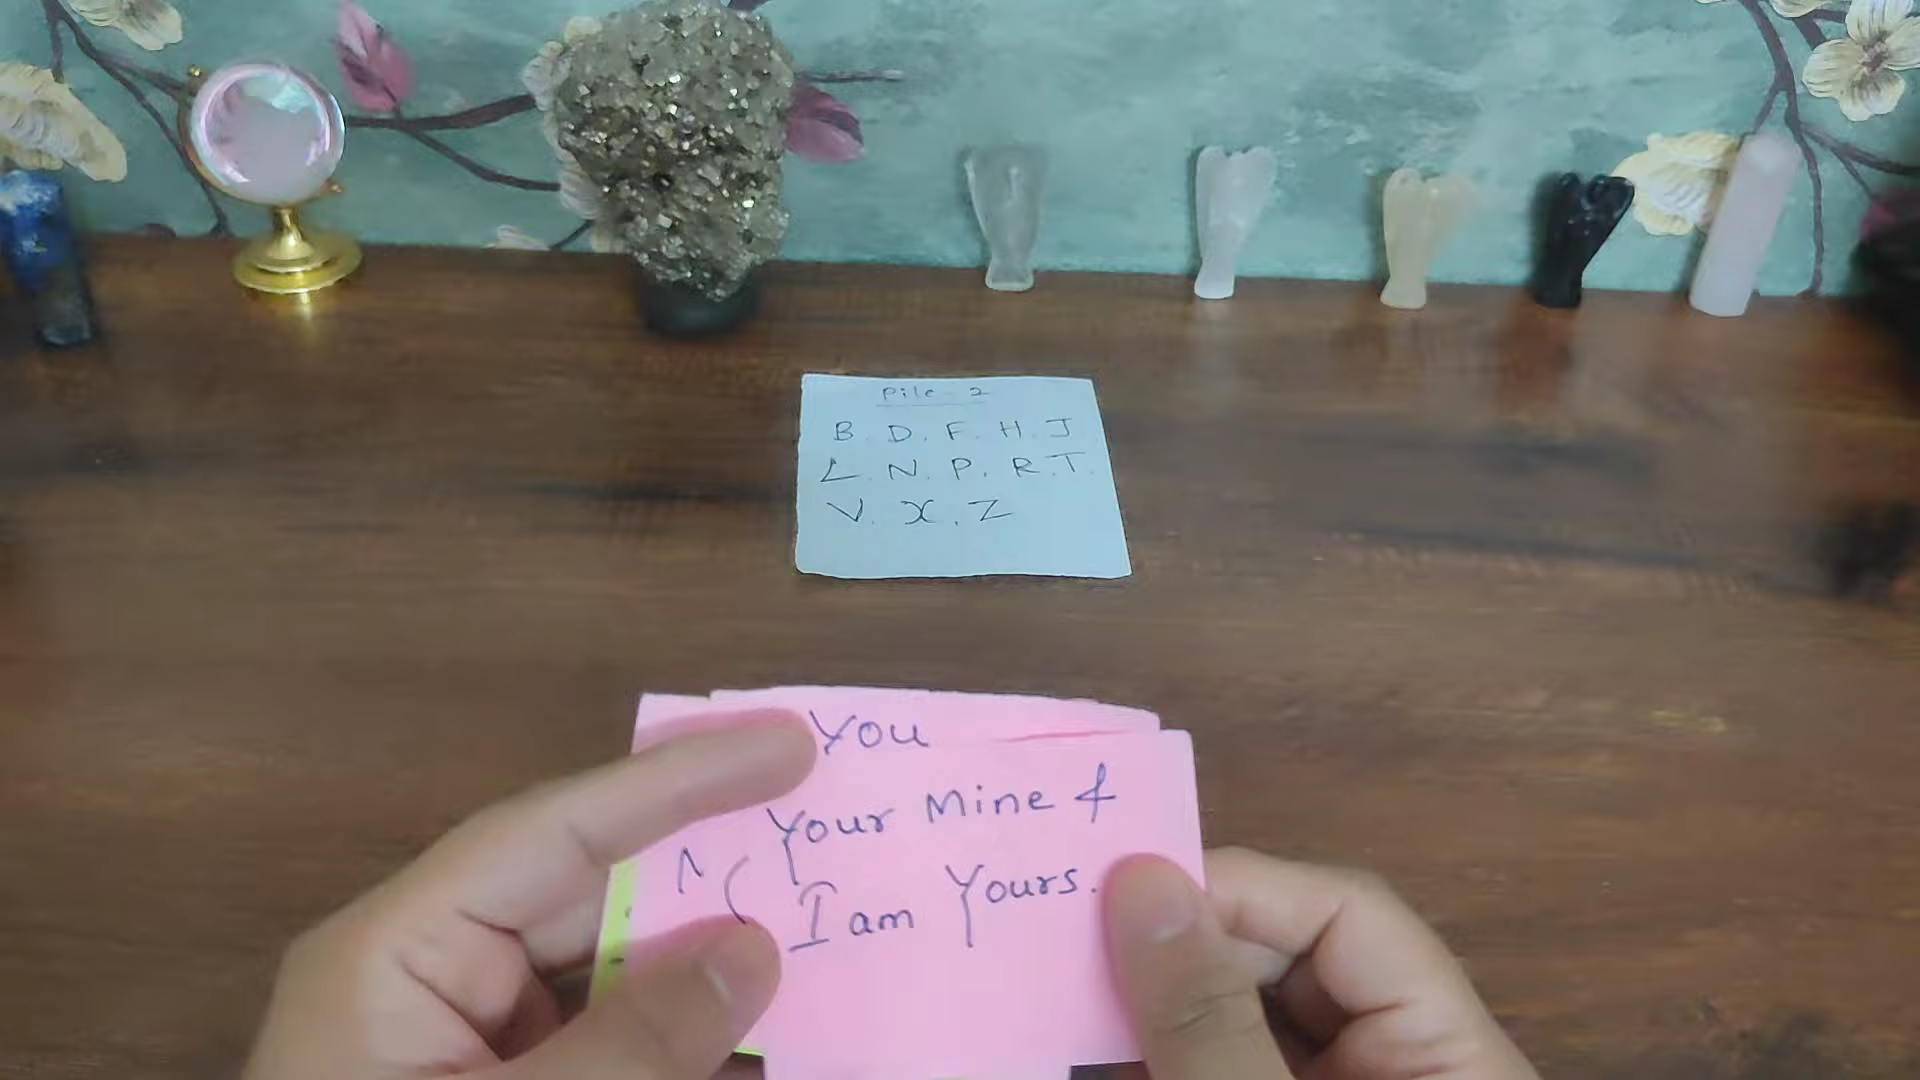 Pile - 2
B. D. F. H. J
L. N. P. R. T.
V. X. Z
You
Your Mine &
I am Yours.